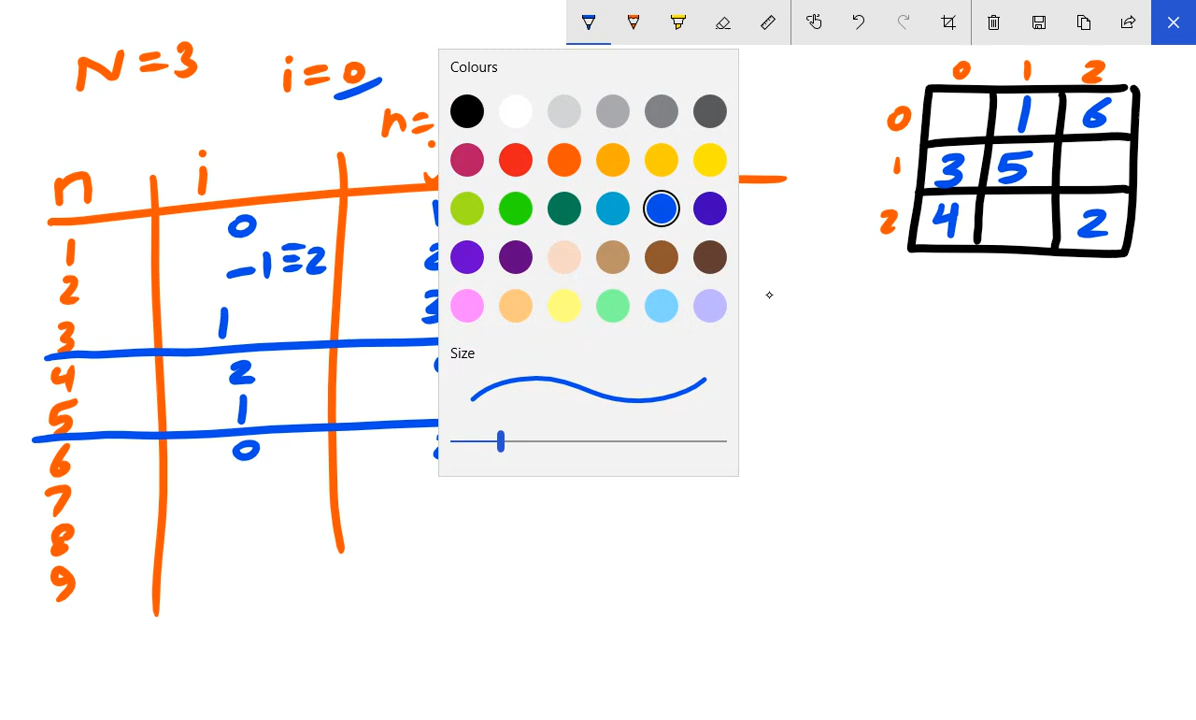 Colours
N=3
i=0
n=
0 1 2
0 1 6
1 3 5
2 4 2
n i
1 0
2 -1≡2
3 1
4 2
5 1
6 0
7
8
9
Size